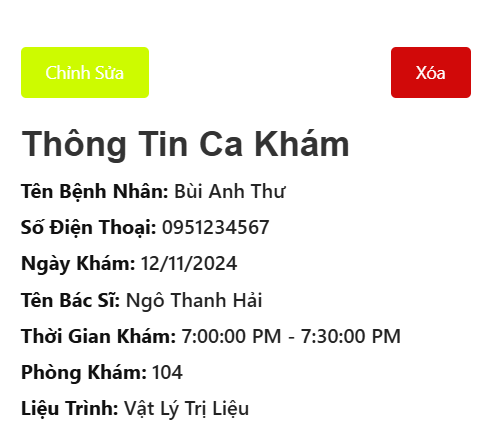 Chỉnh Sửa
Xóa
Thông Tin Ca Khám
Tên Bệnh Nhân: Bùi Anh Thư
Số Điện Thoại: 0951234567
Ngày Khám: 12/11/2024
Tên Bác Sĩ: Ngô Thanh Hải
Thời Gian Khám: 7:00:00 PM - 7:30:00 PM
Phòng Khám: 104
Liệu Trình: Vật Lý Trị Liệu